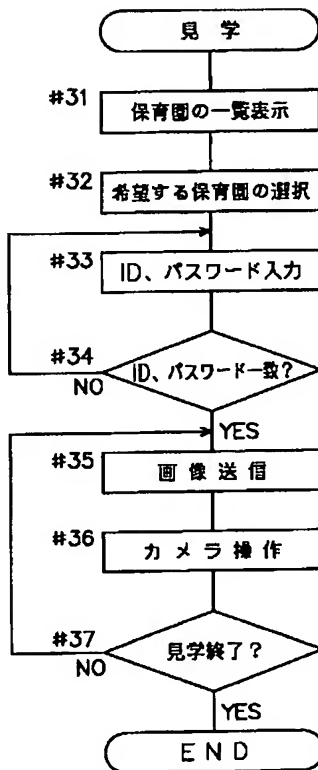 見 学
#31
保育園の一覧表示
#32
希望する保育園の選択
#33
ID、パスワード入力
#34
ID、パスワード一致?
NO
YES
#35
画 像 送 信
#36
カ メ ラ 操 作
#37
見学終了?
NO
YES
E N D